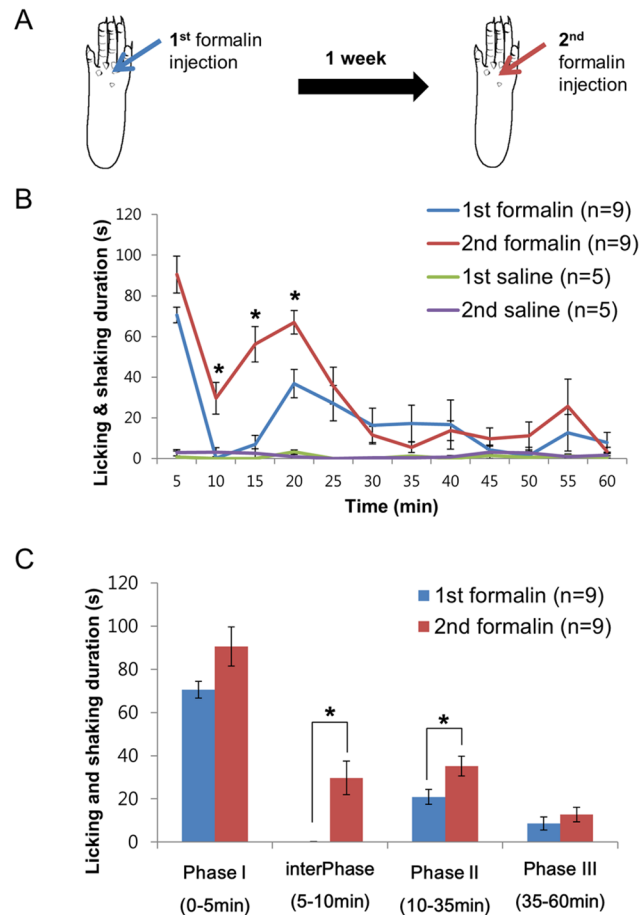 A
1st formalin
injection
1 week
2nd
formalin
injection
B
Licking & shaking duration (s)
120
100
80
60
40
20
0
* * *
1st formalin (n=9)
2nd formalin (n=9)
1st saline (n=5)
2nd saline (n=5)
5 10 15 20 25 30 35 40 45 50 55 60
Time (min)
C
Licking and shaking duration (s)
120
100
80
60
40
20
0
1st formalin (n=9)
2nd formalin (n=9)
* *
Phase I interPhase Phase II Phase III
(0-5min) (5-10min) (10-35min) (35-60min)